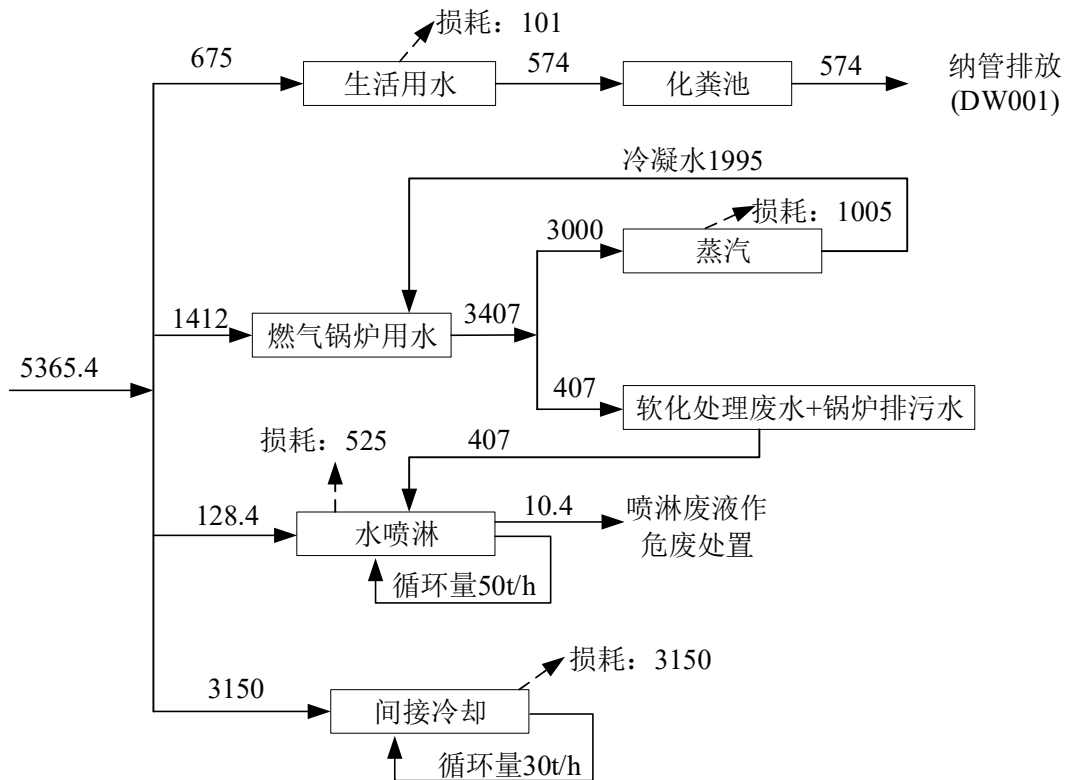 损耗：101
675
生活用水
574
化粪池
574
纳管排放
(DW001)
冷凝水1995
损耗：1005
3000
蒸汽
1412
燃气锅炉用水
3407
5365.4
407
软化处理废水+锅炉排污水
损耗：525
407
128.4
水喷淋
10.4
喷淋废液作
危废处置
循环量50t/h
损耗：3150
3150
间接冷却
循环量30t/h